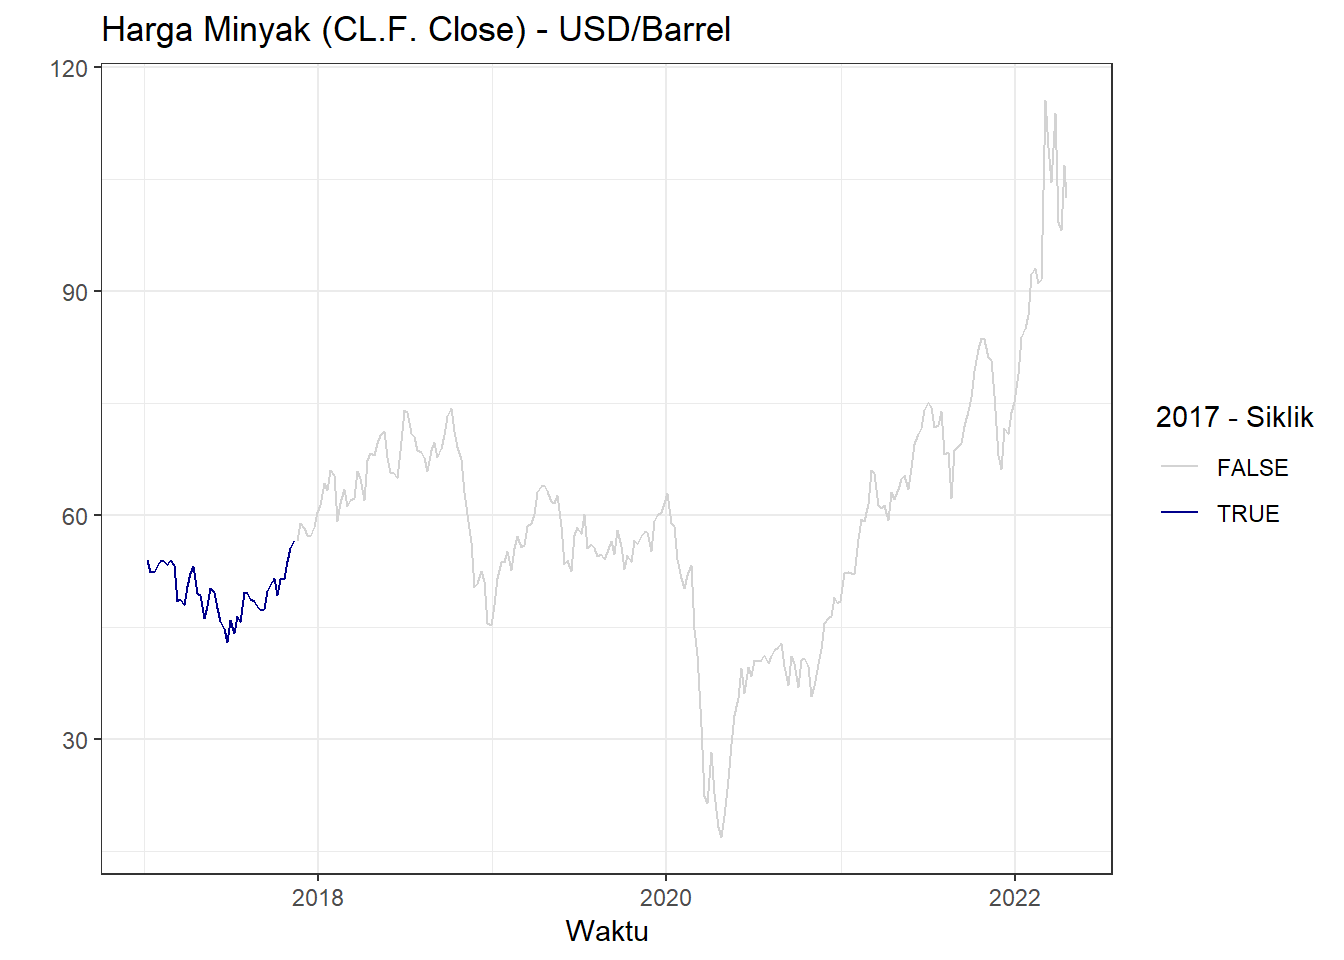 Harga Minyak (CL.F. Close) - USD/Barrel
120
90
60
30
2018 2020 2022
Waktu
2017 - Siklik
FALSE
TRUE